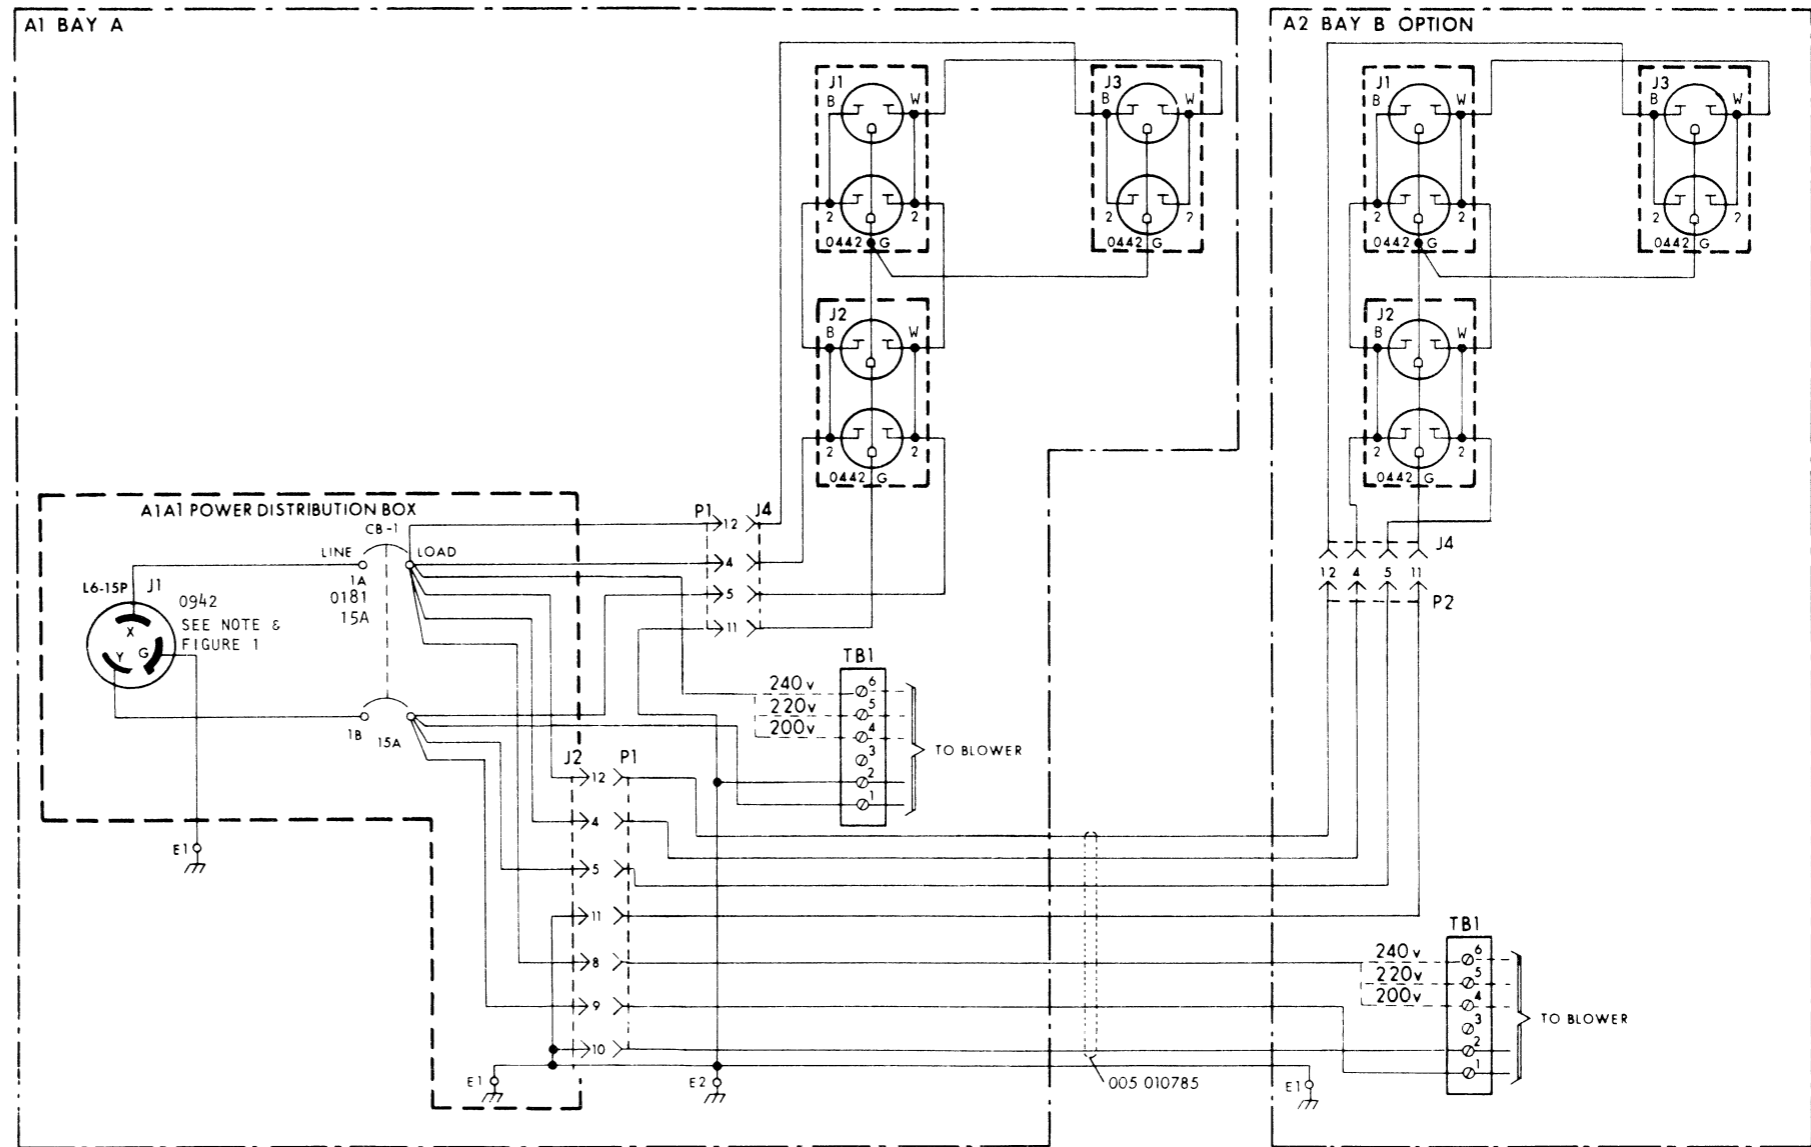 A1 BAY A
A2 BAY B OPTION
J1
B
W
2
2
0442 G
J3
B
W
2
?
0442 G
J2
B
W
2
2
0442 G
J1
B
W
2
2
0442 G
J3
B
W
2
?
0442 G
J2
B
W
2
2
0442 G
A1A1 POWER DISTRIBUTION BOX
CB-1
LINE
LOAD
1A
0181
15A
L6-15P
J1
0942
SEE NOTE &
FIGURE 1
X
Y
G
1B
15A
E1
P1
J4
12
4
5
11
TB1
240v
220v
200v
6
5
4
3
2
1
TO BLOWER
J2
P1
12
4
5
11
8
9
10
E1
E2
005 010785
E1
J4
12
4
5
11
P2
TB1
240v
220v
200v
6
5
4
3
2
1
TO BLOWER